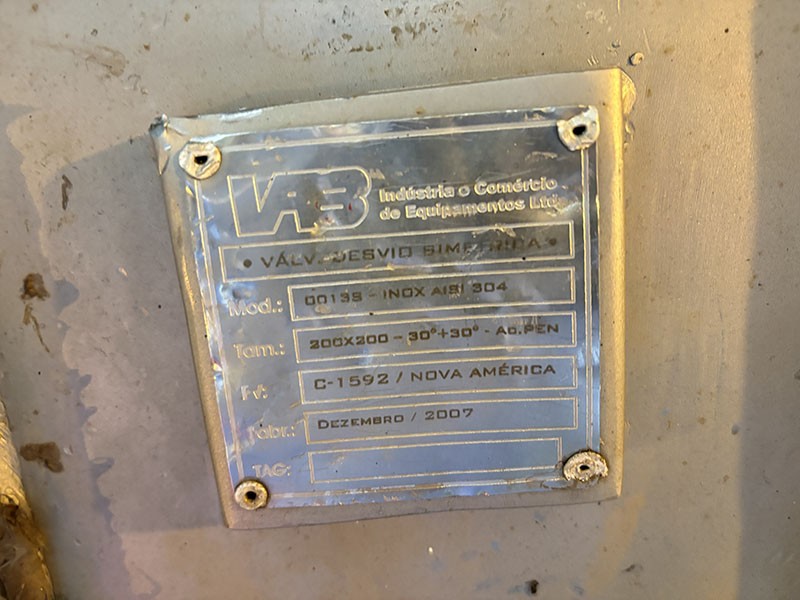 VAB Indústria e Comércio
de Equipamentos Ltda
• VÁLV. DESVIO SIMÉTRICA •
Mod.: 0013S - INOX AISI 304
Tam.: 200X200 - 30°+30° - AC.PEN
FV: C-1592 / NOVA AMÉRICA
Fabr.: DEZEMBRO / 2007
TAG: